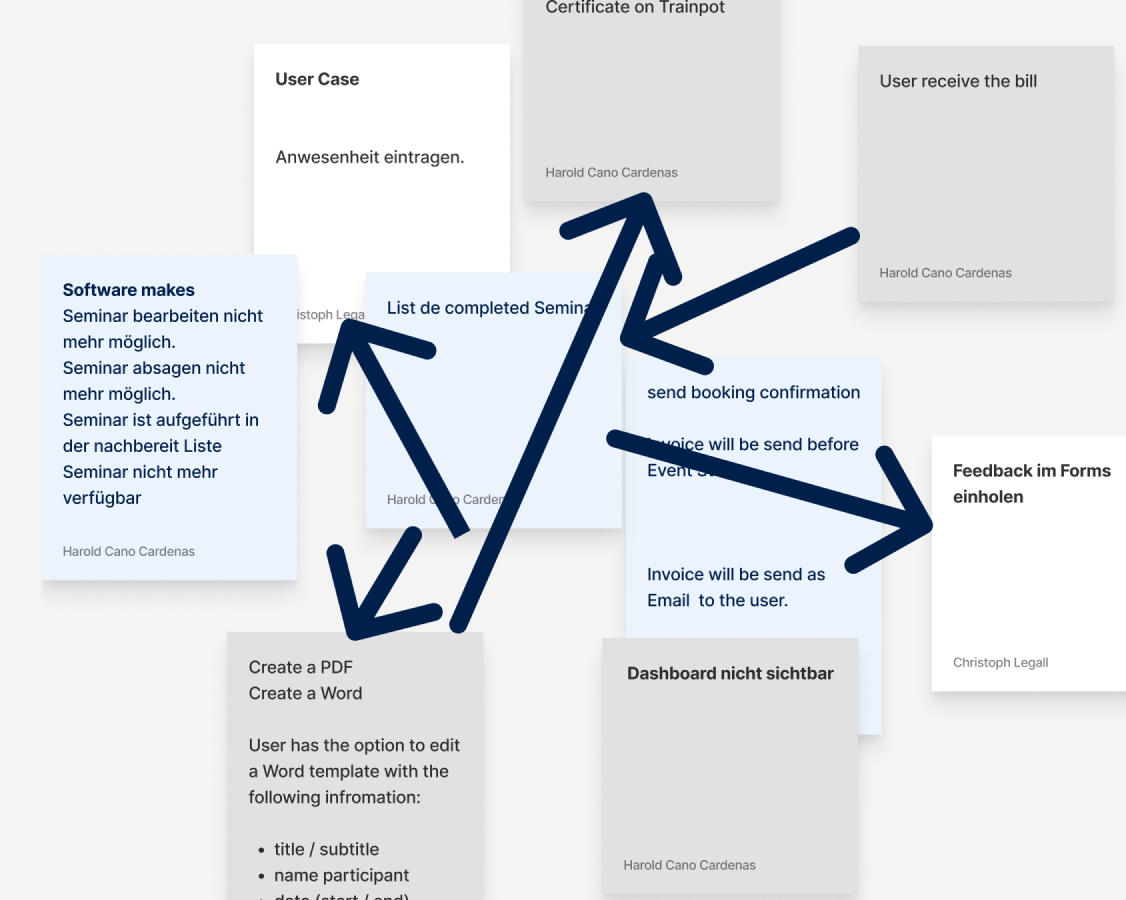 Certificate on Trainpot
Harold Cano Cardenas
User Case
Anwesenheit eintragen.
User receive the bill
Harold Cano Cardenas
Software makes
Seminar bearbeiten nicht
mehr möglich.
Seminar absagen nicht
mehr möglich.
Seminar ist aufgeführt in
der nachbereit Liste
Seminar nicht mehr
verfügbar
Harold Cano Cardenas
List de completed
Harold
send booking confirmation
will be send before
Event
Invoice will be send as
Email to the user.
Feedback im Forms
einholen
Christoph Legall
Create a PDF
Create a Word
User has the option to edit
a Word template with the
following infromation:
• title / subtitle
• name participant
Dashboard nicht sichtbar
Harold Cano Cardenas